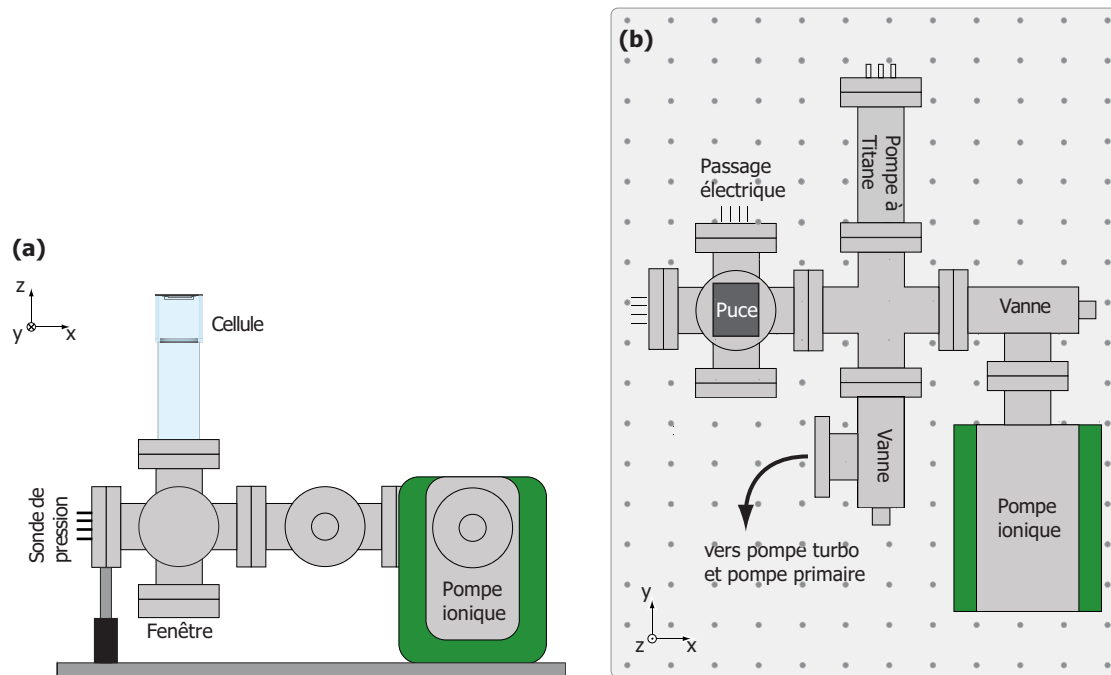 (a)
z
y
x
Cellule
Sonde de
pression
Fenêtre
Pompe
ionique
(b)
Pompe à
Titane
Passage
électrique
Puce
Vanne
Vanne
Pompe
ionique
vers pompe turbo
et pompe primaire
y
z
x